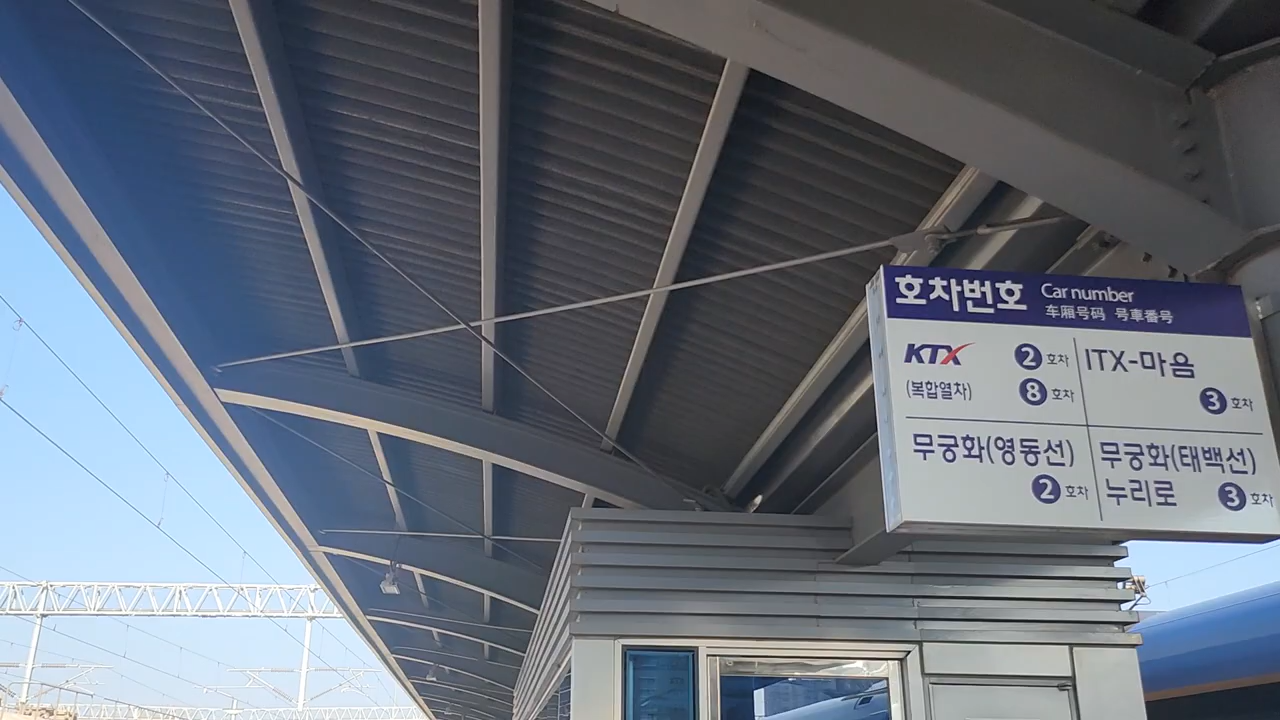 호차번호 Car number
车厢号码 号車番号
KTX 2 호차
(복합열차) 8 호차
ITX-마음
3 호차
무궁화(영동선)
2 호차
무궁화(태백선)
누리로 3 호차